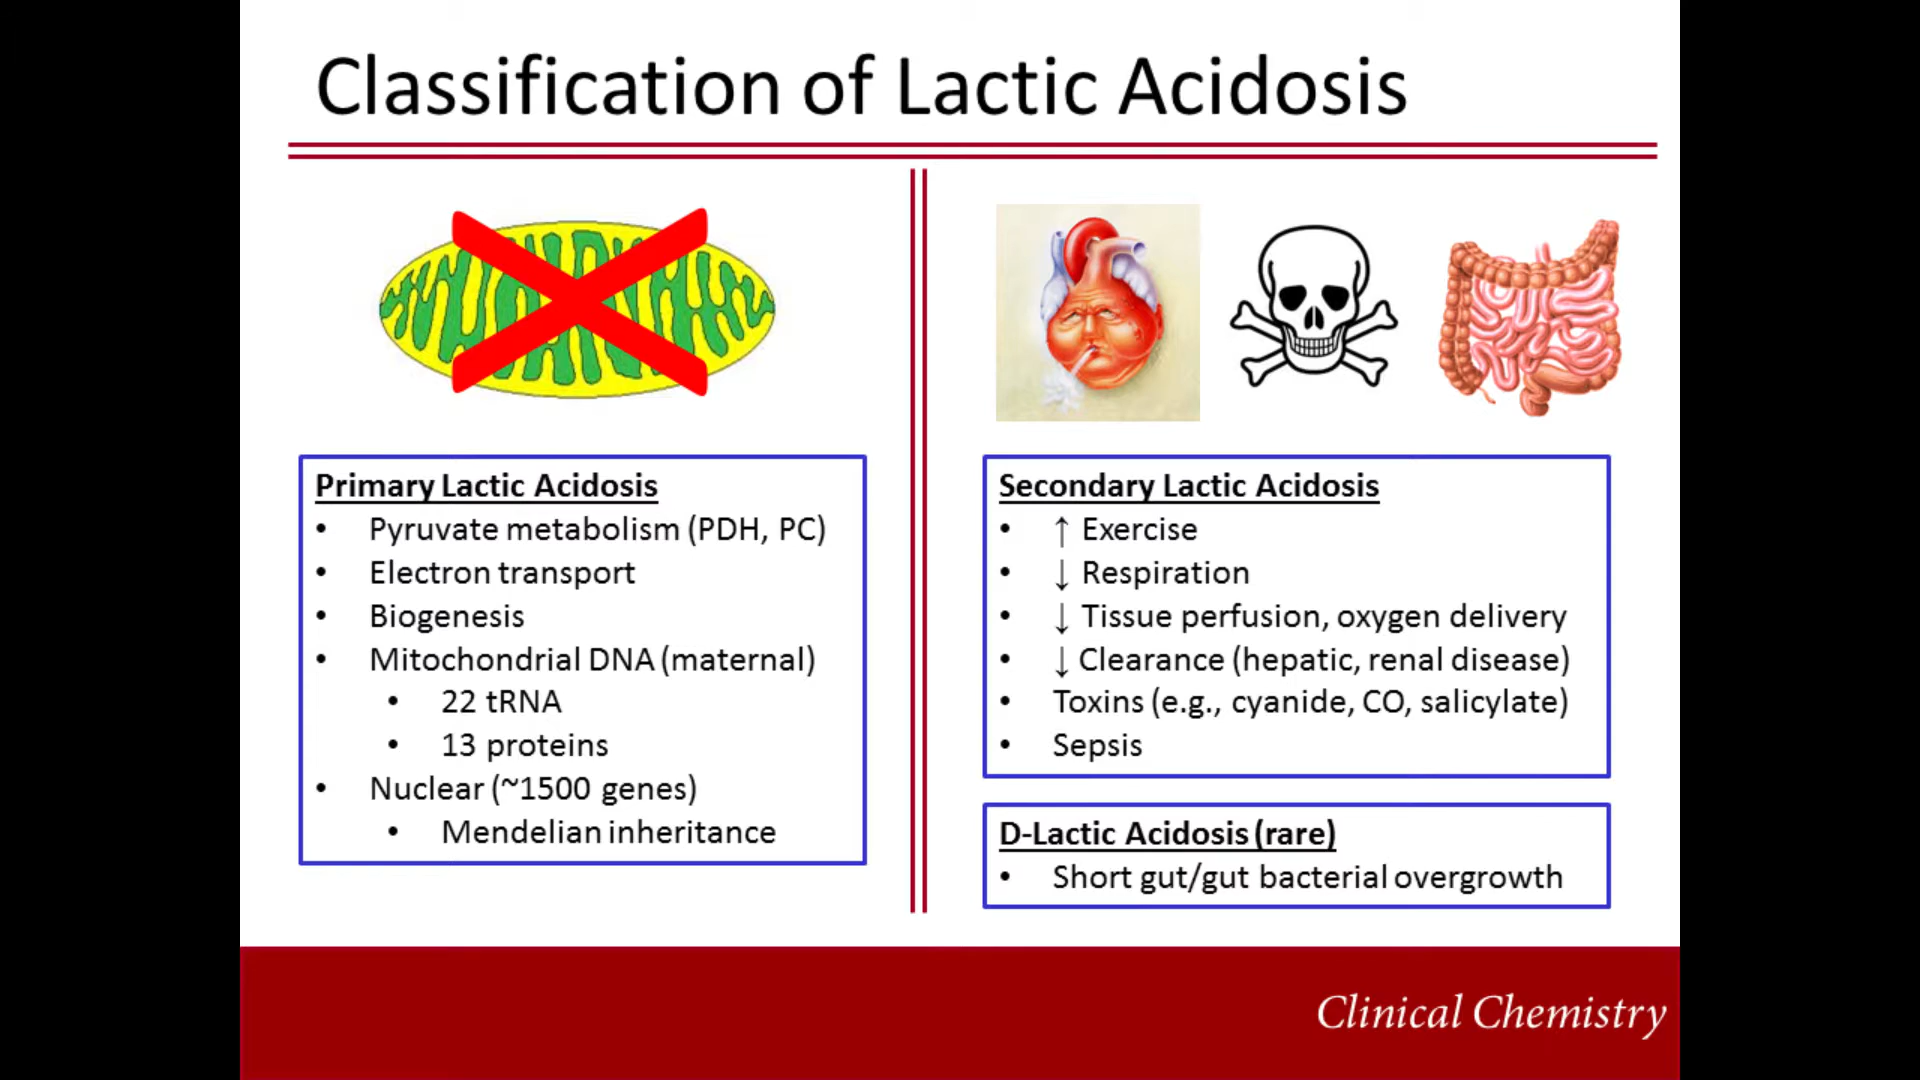 Classification of Lactic Acidosis
Primary Lactic Acidosis
• Pyruvate metabolism (PDH, PC)
• Electron transport
• Biogenesis
• Mitochondrial DNA (maternal)
• 22 tRNA
• 13 proteins
• Nuclear (~1500 genes)
• Mendelian inheritance
Secondary Lactic Acidosis
• ↑ Exercise
• ↓ Respiration
• ↓ Tissue perfusion, oxygen delivery
• ↓ Clearance (hepatic, renal disease)
• Toxins (e.g., cyanide, CO, salicylate)
• Sepsis
D-Lactic Acidosis (rare)
• Short gut/gut bacterial overgrowth
Clinical Chemistry